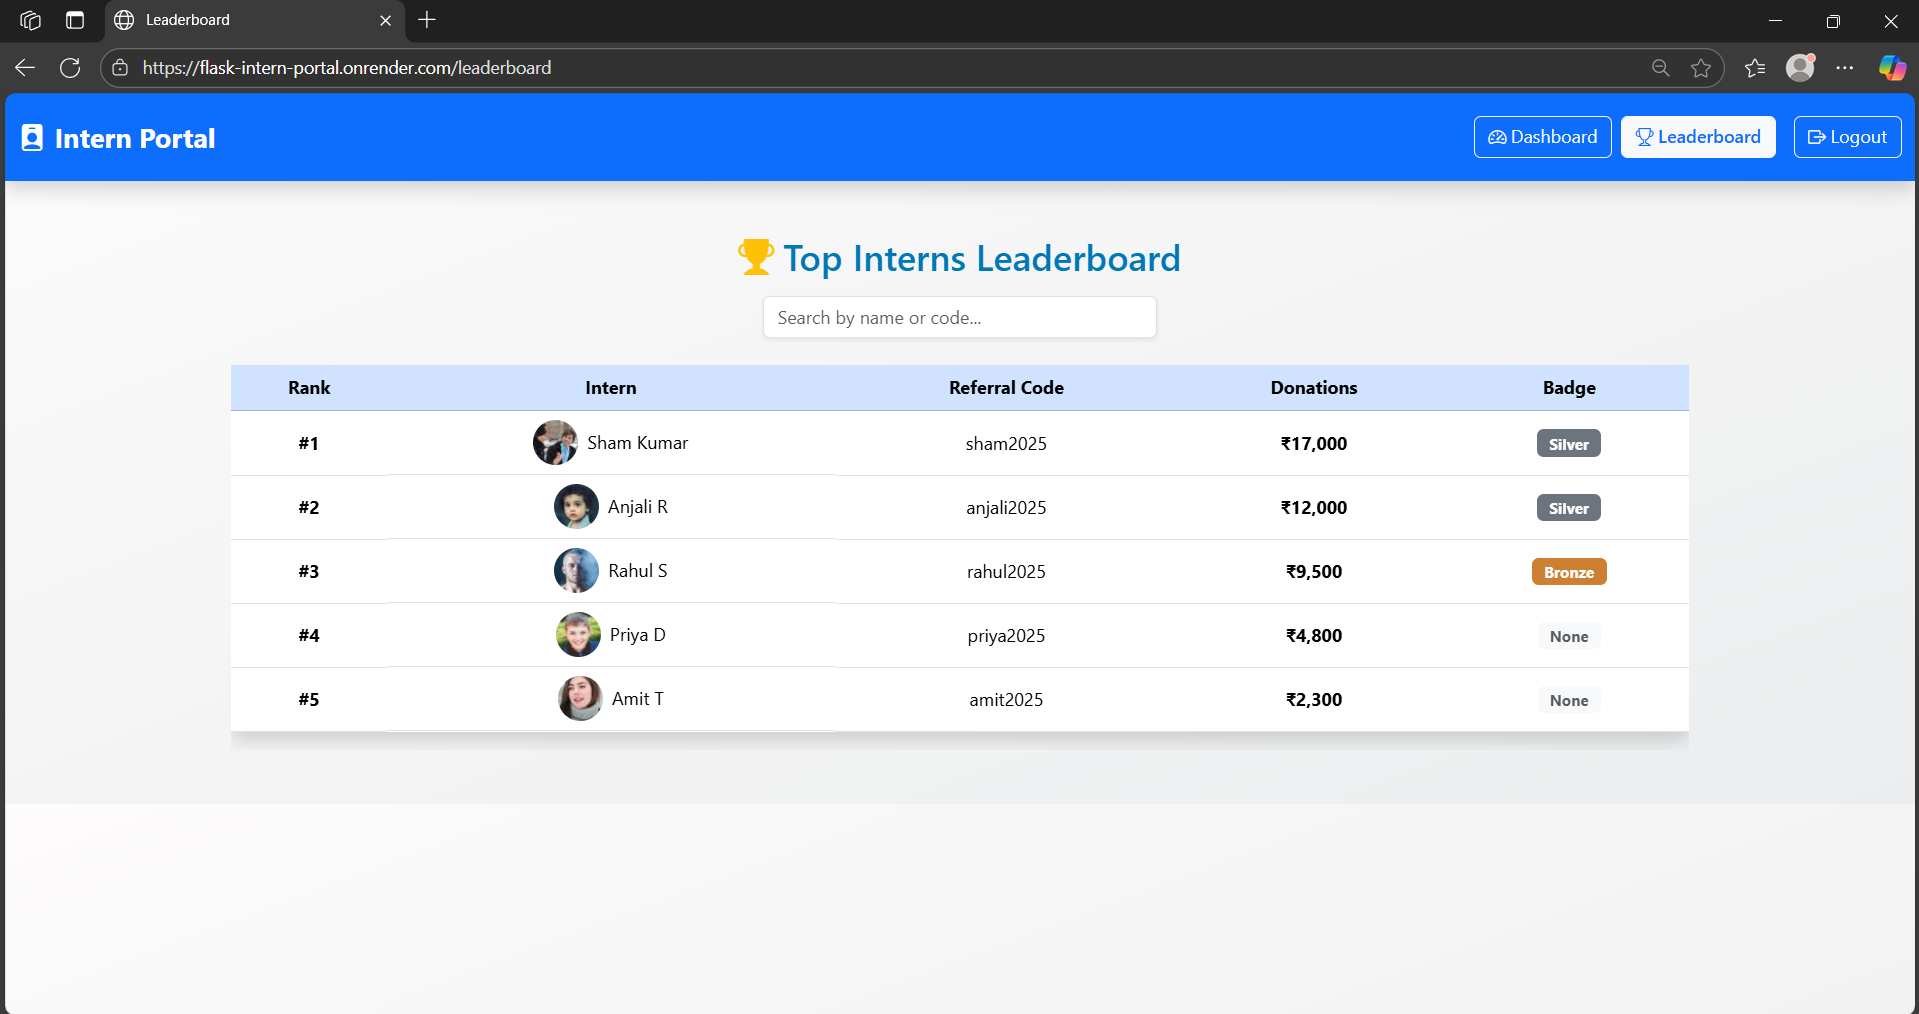 Leaderboard
https://flask-intern-portal.onrender.com/leaderboard
Intern Portal
Dashboard Leaderboard Logout
Top Interns Leaderboard
Search by name or code...
Rank Intern Referral Code Donations Badge
#1 Sham Kumar sham2025 ₹17,000 Silver
#2 Anjali R anjali2025 ₹12,000 Silver
#3 Rahul S rahul2025 ₹9,500 Bronze
#4 Priya D priya2025 ₹4,800 None
#5 Amit T amit2025 ₹2,300 None